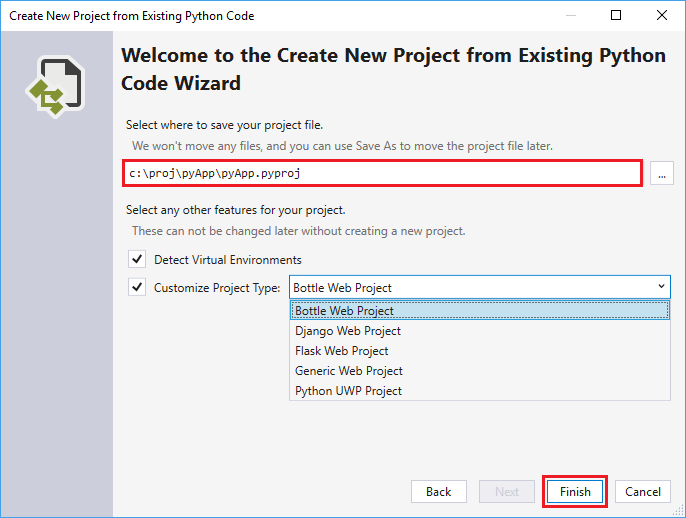 Create New Project from Existing Python Code
Welcome to the Create New Project from Existing Python
Code Wizard
Select where to save your project file.
We won't move any files, and you can use Save As to move the project file later.
c:\proj\pyApp\pyApp.pyproj
...
Select any other features for your project.
These can not be changed later without creating a new project.
Detect Virtual Environments
Customize Project Type: Bottle Web Project
Bottle Web Project
Django Web Project
Flask Web Project
Generic Web Project
Python UWP Project
Back Next Finish Cancel